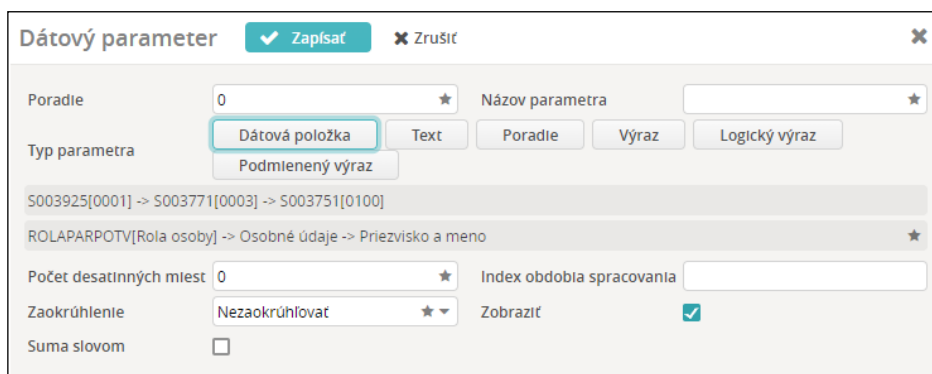 Dátový parameter Zapísať Zrušiť
Poradie 0 Názov parametra
Typ parametra Dátová položka Text Poradie Výraz Logický výraz
Podmienený výraz
S003925[0001] -> S003771[0003] -> S003751[0100]
ROLAPARPOTV[Rola osoby] -> Osobné údaje -> Priezvisko a meno
Počet desatinných miest 0 Index obdobia spracovania
Zaokrúhlenie Nezaokrúhľovať Zobraziť
Suma slovom